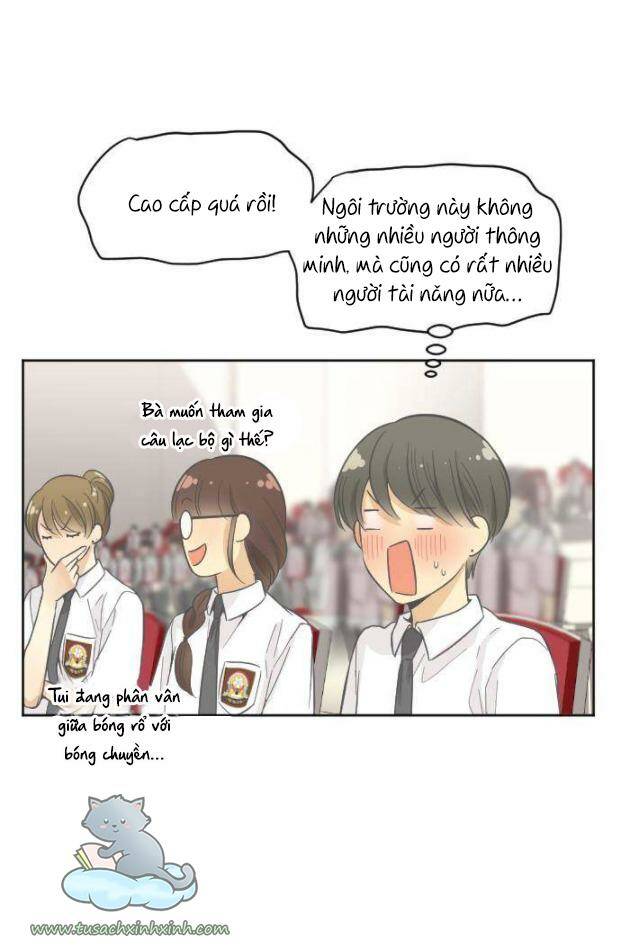 Cao cấp quá rồi!
Ngôi trường này không
những nhiều người thông
minh, mà cũng có rất nhiều
người tài năng nữa...
Bà muốn tham gia
câu lạc bộ gì thế?
Tui đang phân vân
giữa bóng rổ với
bóng chuyền...
www.tusachxinhxinh.com